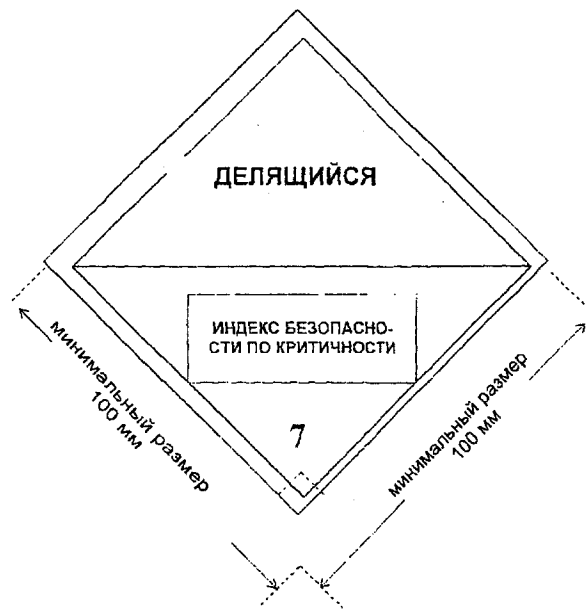 ДЕЛЯЩИЙСЯ
ИНДЕКС БЕЗОПАСНО-
СТИ ПО КРИТИЧНОСТИ
7
минимальный размер
100 мм
минимальный размер
100 мм